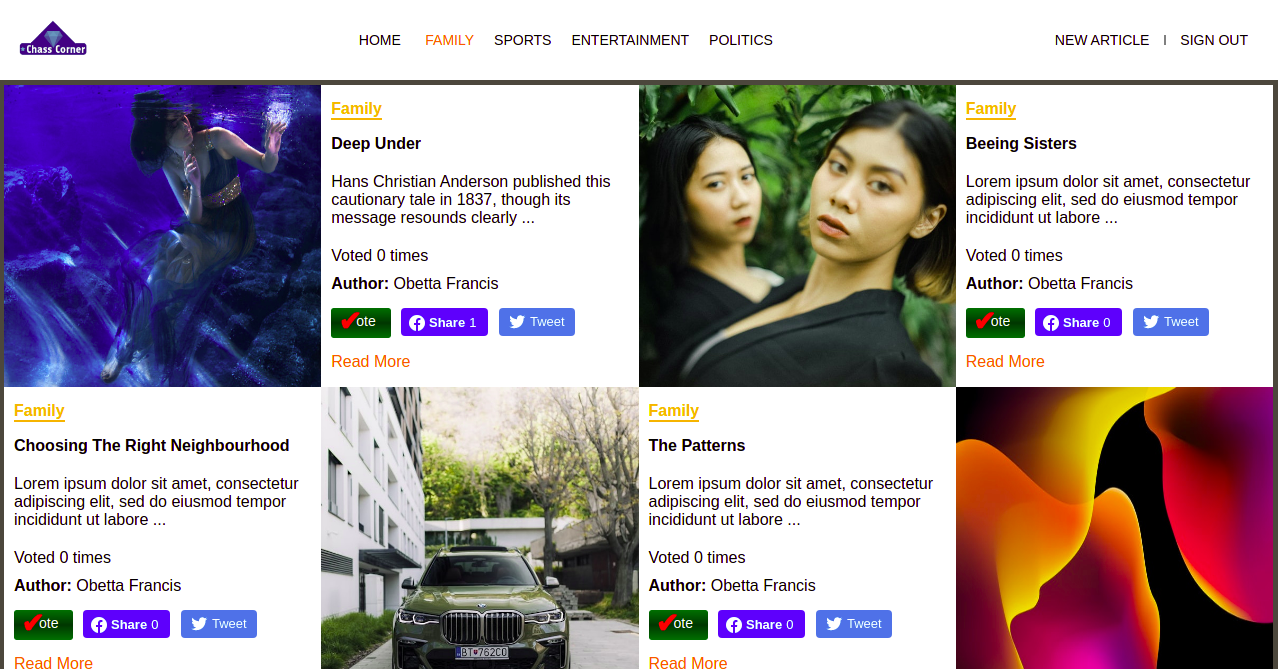 Chass Corner
HOME FAMILY SPORTS ENTERTAINMENT POLITICS
NEW ARTICLE | SIGN OUT
Family
Deep Under
Hans Christian Anderson published this
cautionary tale in 1837, though its
message resounds clearly ...
Voted 0 times
Author: Obetta Francis
✔ote Share 1 Tweet
Read More
Family
Beeing Sisters
Lorem ipsum dolor sit amet, consectetur
adipiscing elit, sed do eiusmod tempor
incididunt ut labore ...
Voted 0 times
Author: Obetta Francis
✔ote Share 0 Tweet
Read More
Family
Choosing The Right Neighbourhood
Lorem ipsum dolor sit amet, consectetur
adipiscing elit, sed do eiusmod tempor
incididunt ut labore ...
Voted 0 times
Author: Obetta Francis
✔ote Share 0 Tweet
Read More
BT 762CO
Family
The Patterns
Lorem ipsum dolor sit amet, consectetur
adipiscing elit, sed do eiusmod tempor
incididunt ut labore ...
Voted 0 times
Author: Obetta Francis
✔ote Share 0 Tweet
Read More